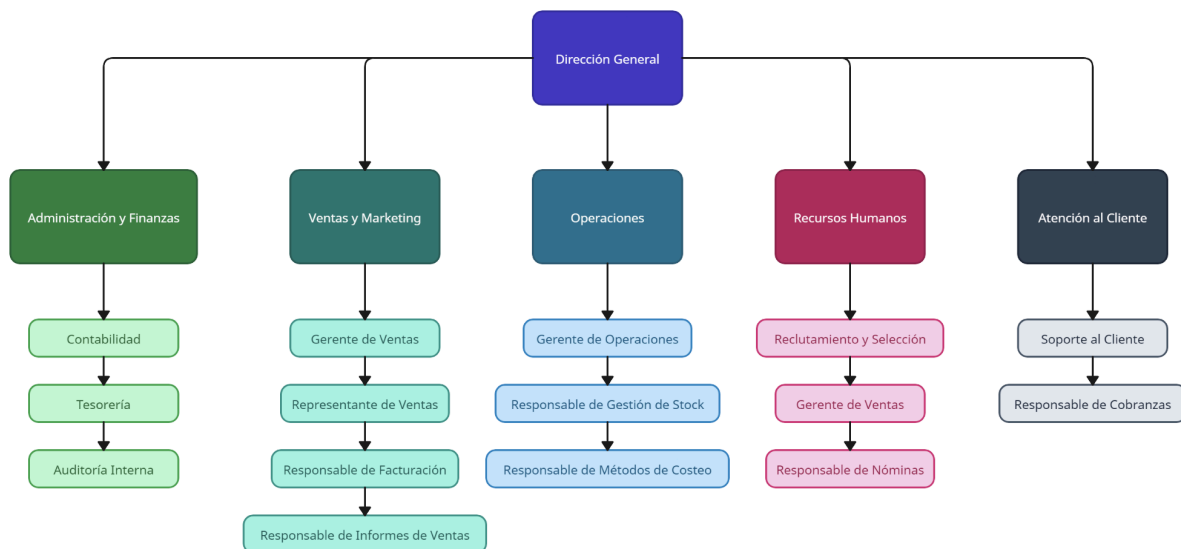 Dirección General
Administración y Finanzas
Ventas y Marketing
Operaciones
Recursos Humanos
Atención al Cliente
Contabilidad
Gerente de Ventas
Gerente de Operaciones
Reclutamiento y Selección
Soporte al Cliente
Tesorería
Representante de Ventas
Responsable de Gestión de Stock
Gerente de Ventas
Responsable de Cobranzas
Auditoría Interna
Responsable de Facturación
Responsable de Métodos de Costeo
Responsable de Nóminas
Responsable de Informes de Ventas